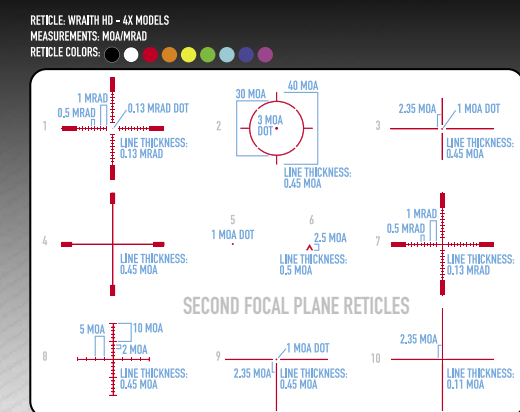 RETICLE: WRAITH HD - 4X MODELS
MEASUREMENTS: MOA/MRAD
RETICLE COLORS:
1
1 MRAD
0.5 MRAD
0.13 MRAD DOT
LINE THICKNESS:
0.13 MRAD
2
30 MOA
40 MOA
3 MOA
DOT
LINE THICKNESS:
0.45 MOA
3
2.35 MOA
1 MOA DOT
LINE THICKNESS:
0.45 MOA
4
LINE THICKNESS:
0.45 MOA
5
1 MOA DOT
6
2.5 MOA
LINE THICKNESS:
0.5 MOA
7
1 MRAD
0.5 MRAD
LINE THICKNESS:
0.13 MRAD
SECOND FOCAL PLANE RETICLES
8
5 MOA
10 MOA
2 MOA
LINE THICKNESS:
0.45 MOA
9
1 MOA DOT
2.35 MOA
LINE THICKNESS:
0.45 MOA
10
2.35 MOA
LINE THICKNESS:
0.11 MOA